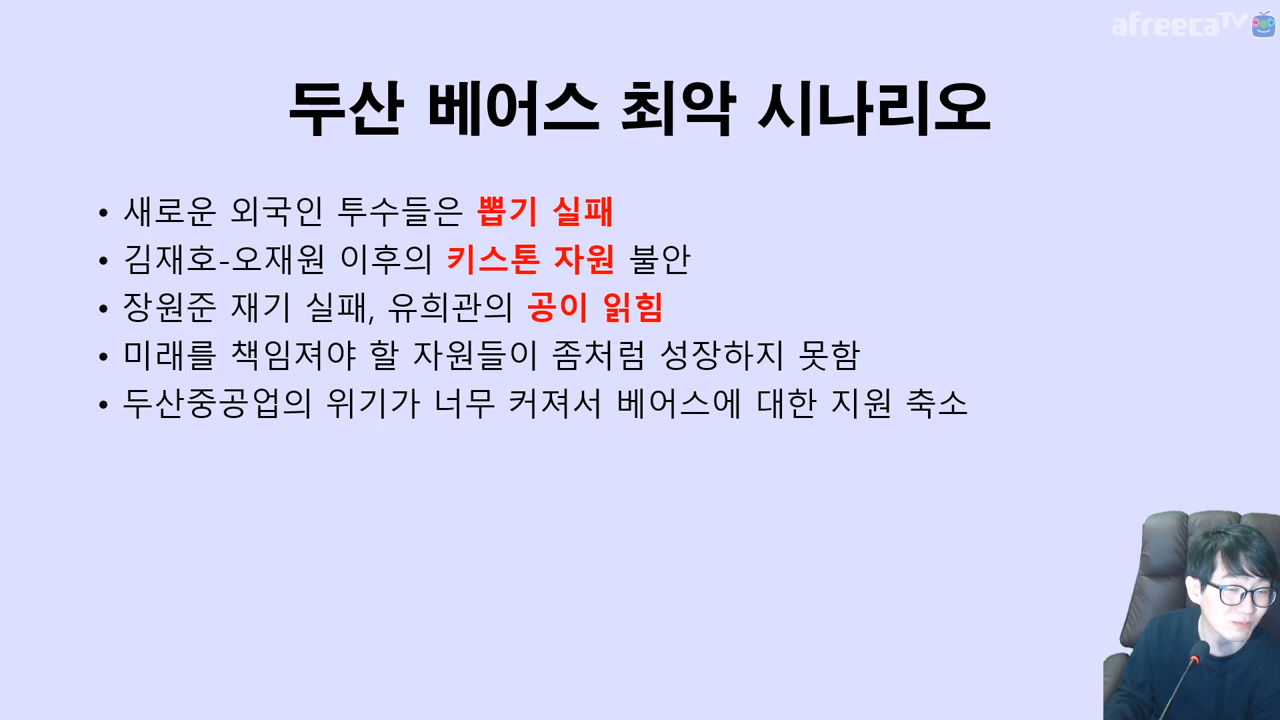 afreecaTV
두산 베어스 최악 시나리오
• 새로운 외국인 투수들은 뽑기 실패
• 김재호-오재원 이후의 키스톤 자원 불안
• 장원준 재기 실패, 유희관의 공이 읽힘
• 미래를 책임져야 할 자원들이 좀처럼 성장하지 못함
• 두산중공업의 위기가 너무 커져서 베어스에 대한 지원 축소